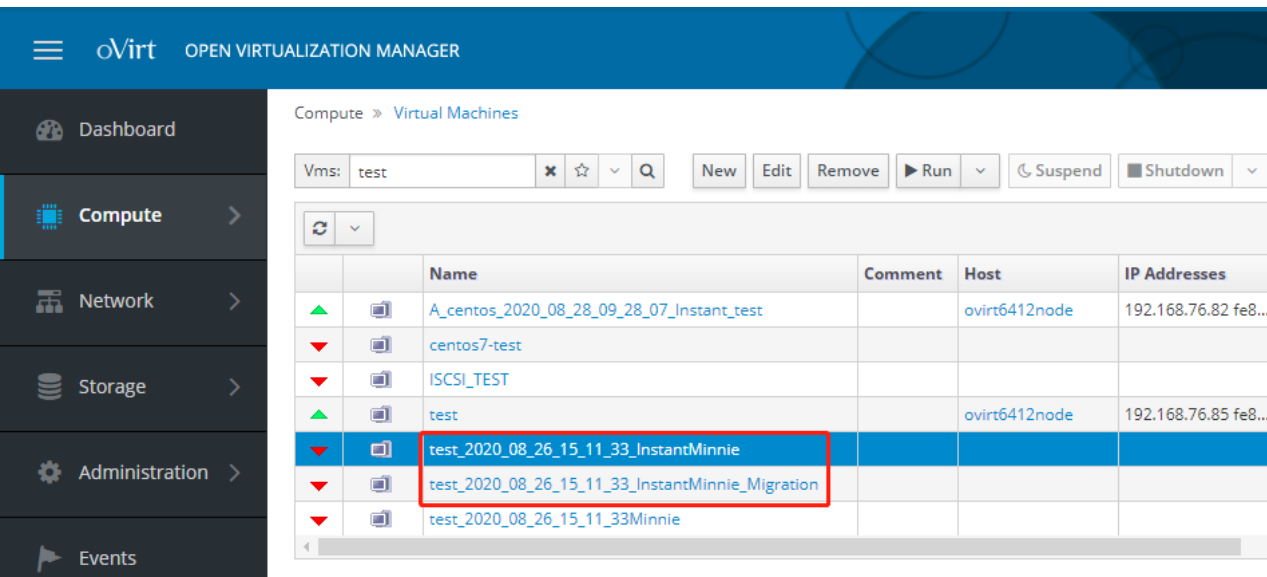 oVirt OPEN VIRTUALIZATION MANAGER
Dashboard
Compute
Network
Storage
Administration
Events
Compute » Virtual Machines
Vms: test New Edit Remove Run Suspend Shutdown
Name Comment Host IP Addresses
A_centos_2020_08_28_09_28_07_Instant_test ovirt6412node 192.168.76.82 fe8...
centos7-test
ISCSI_TEST
test ovirt6412node 192.168.76.85 fe8...
test_2020_08_26_15_11_33_InstantMinnie
test_2020_08_26_15_11_33_InstantMinnie_Migration
test_2020_08_26_15_11_33Minnie